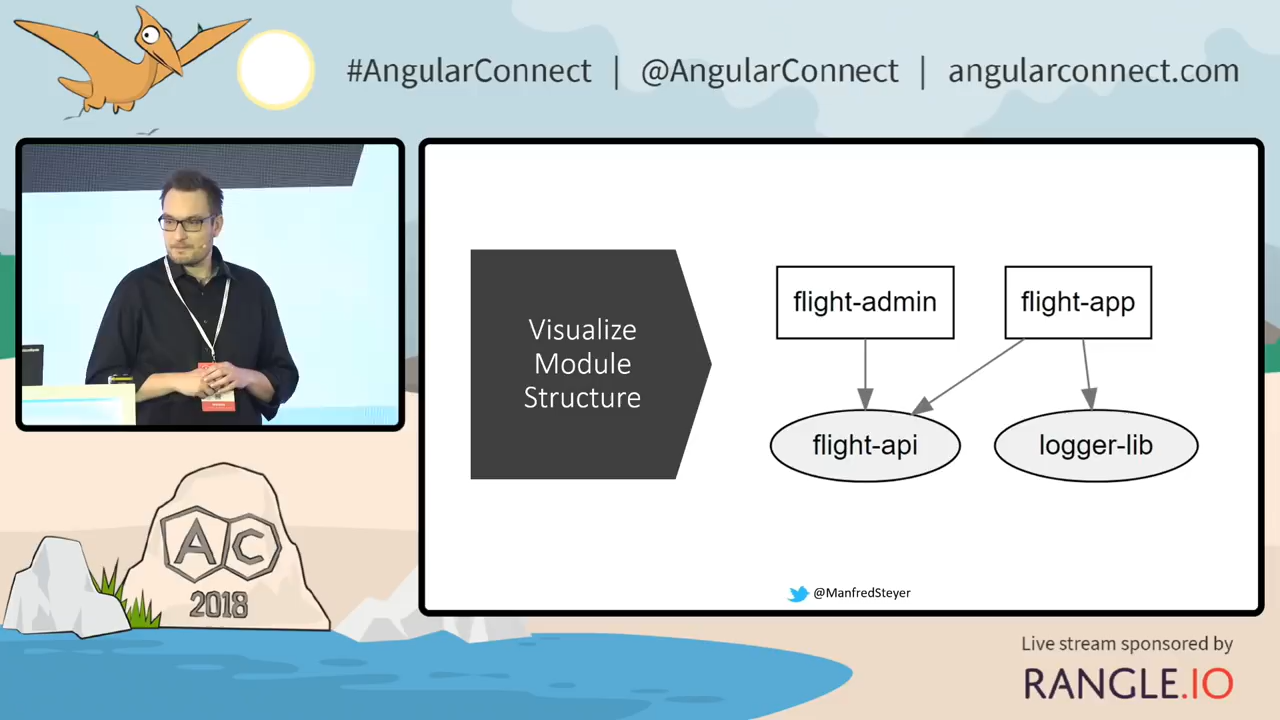 #AngularConnect | @AngularConnect | angularconnect.com
Visualize
Module
Structure
flight-admin
flight-app
flight-api
logger-lib
@ManfredSteyer
AC
2018
Live stream sponsored by
RANGLE.IO